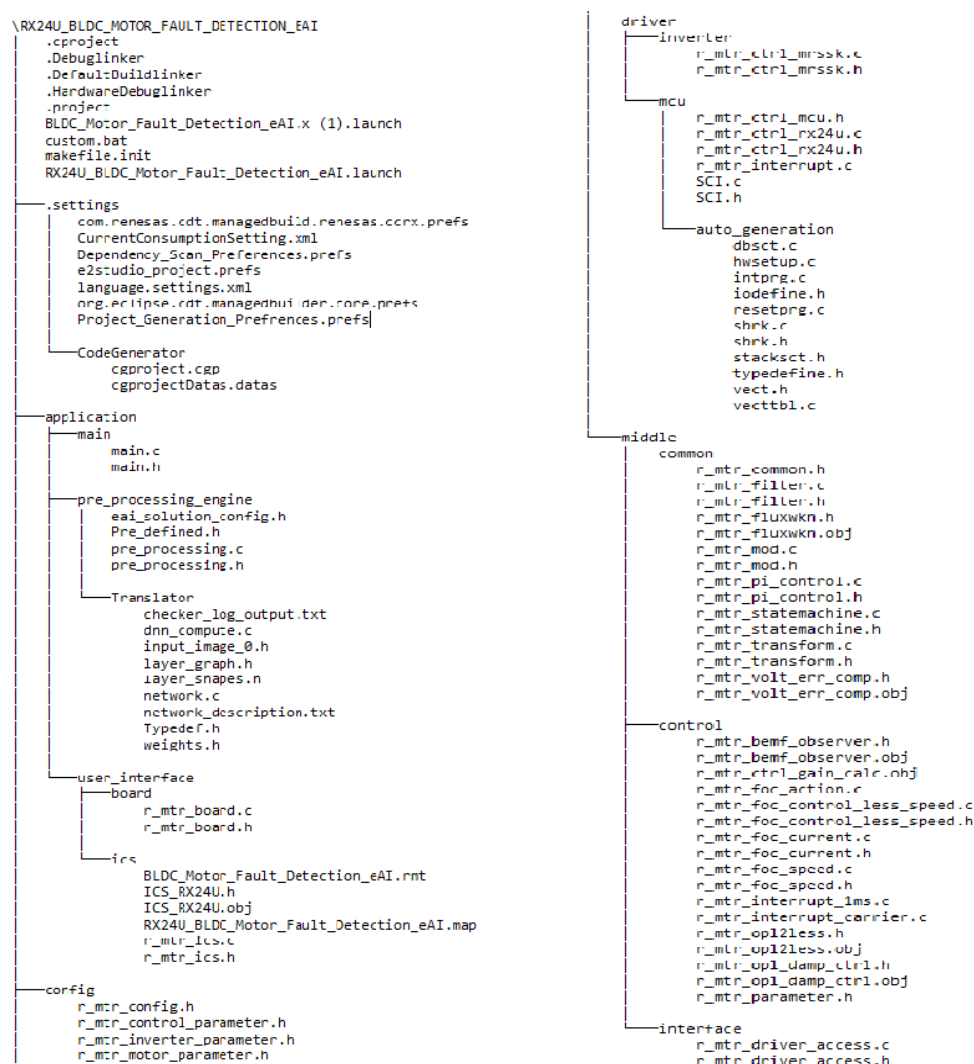 \RX24U_BLDC_MOTOR_FAULT_DETECTION_EAI
.cproject
.Debuglinker
.DefaultBuildlinker
.HardwareDebuglinker
.project
BLDC_Motor_Fault_Detection_eAI.x (1).launch
custom.bat
makefile.init
RX24U_BLDC_Motor_Fault_Detection_eAI.launch
.settings
com.renesas.cdt.managedbuild.renesas.ccrx.prefs
CurrentConsumptionSetting.xml
Dependency_Scan_Preferences.prefs
e2studio_project.prefs
language.settings.xml
org.eclipse.cdt.managedbuilder.core.prefs
Project_Generation_Prefrences.prefs
CodeGenerator
cgproject.cgp
cgprojectDatas.datas
application
main
main.c
main.h
pre_processing_engine
eai_solution_config.h
Pre_defined.h
pre_processing.c
pre_processing.h
Translator
checker_log_output.txt
dnn_compute.c
input_image_0.h
layer_graph.h
layer_shapes.h
network.c
network_description.txt
Typedef.h
weights.h
user_interface
board
r_mtr_board.c
r_mtr_board.h
ics
BLDC_Motor_Fault_Detection_eAI.rmt
ICS_RX24U.h
ICS_RX24U.obj
RX24U_BLDC_Motor_Fault_Detection_eAI.map
r_mtr_ics.c
r_mtr_ics.h
config
r_mtr_config.h
r_mtr_control_parameter.h
r_mtr_inverter_parameter.h
r_mtr_motor_parameter.h
driver
inverter
r_mtr_ctrl_mrssk.c
r_mtr_ctrl_mrssk.h
mcu
r_mtr_ctrl_mcu.h
r_mtr_ctrl_rx24u.c
r_mtr_ctrl_rx24u.h
r_mtr_interrupt.c
SCI.c
SCI.h
auto_generation
dbsct.c
hwsetup.c
intprg.c
iodefine.h
resetprg.c
sbrk.c
sbrk.h
stacksct.h
typedefine.h
vect.h
vecttbl.c
middle
common
r_mtr_common.h
r_mtr_filter.c
r_mtr_filter.h
r_mtr_fluxwkn.h
r_mtr_fluxwkn.obj
r_mtr_mod.c
r_mtr_mod.h
r_mtr_pi_control.c
r_mtr_pi_control.h
r_mtr_statemachine.c
r_mtr_statemachine.h
r_mtr_transform.c
r_mtr_transform.h
r_mtr_volt_err_comp.h
r_mtr_volt_err_comp.obj
control
r_mtr_bemf_observer.h
r_mtr_bemf_observer.obj
r_mtr_ctrl_gain_calc.obj
r_mtr_foc_action.c
r_mtr_foc_control_less_speed.c
r_mtr_foc_control_less_speed.h
r_mtr_foc_current.c
r_mtr_foc_current.h
r_mtr_foc_speed.c
r_mtr_foc_speed.h
r_mtr_interrupt_1ms.c
r_mtr_interrupt_carrier.c
r_mtr_opl2less.h
r_mtr_opl2less.obj
r_mtr_opl_damp_ctrl.h
r_mtr_opl_damp_ctrl.obj
r_mtr_parameter.h
interface
r_mtr_driver_access.c
r_mtr_driver_access.h